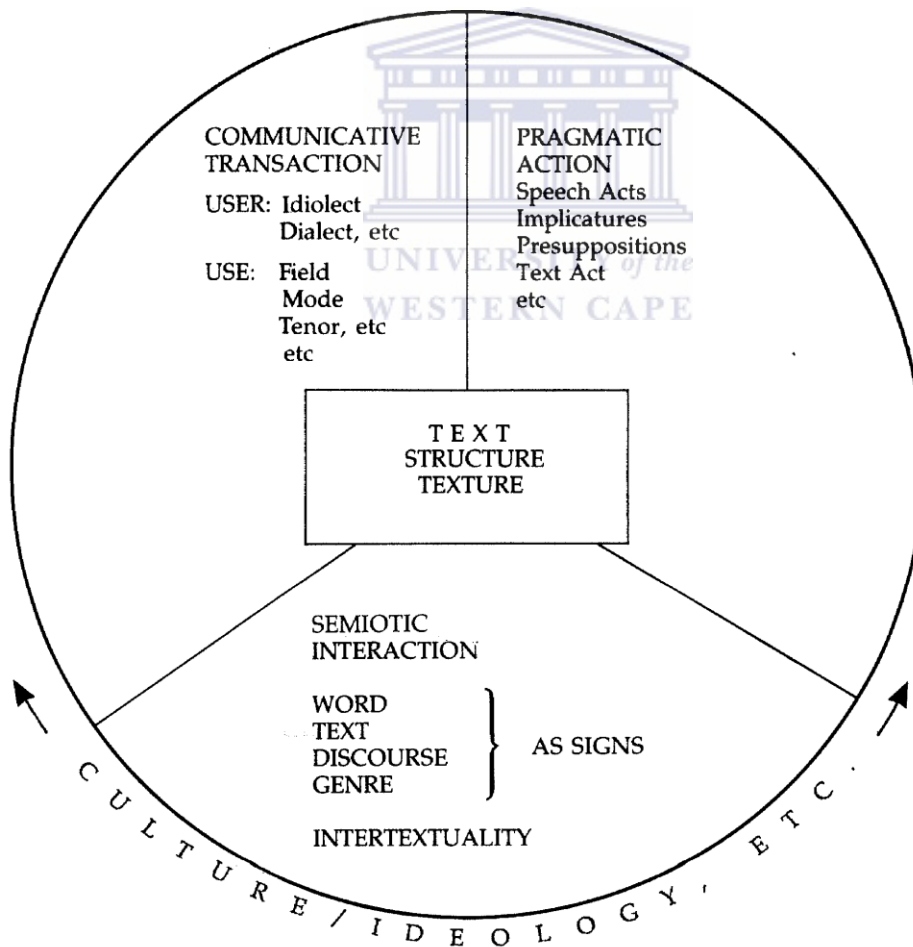 COMMUNICATIVE
TRANSACTION
USER: Idiolect
Dialect, etc
USE: Field
Mode
Tenor, etc
etc
PRAGMATIC
ACTION
Speech Acts
Implicatures
Presuppositions
Text Act
etc
UNIVERSITY of the
WESTERN CAPE
TEXT
STRUCTURE
TEXTURE
SEMIOTIC
INTERACTION
WORD
TEXT
DISCOURSE
GENRE
AS SIGNS
INTERTEXTUALITY
CULTURE/IDEOLOGY, ETC.